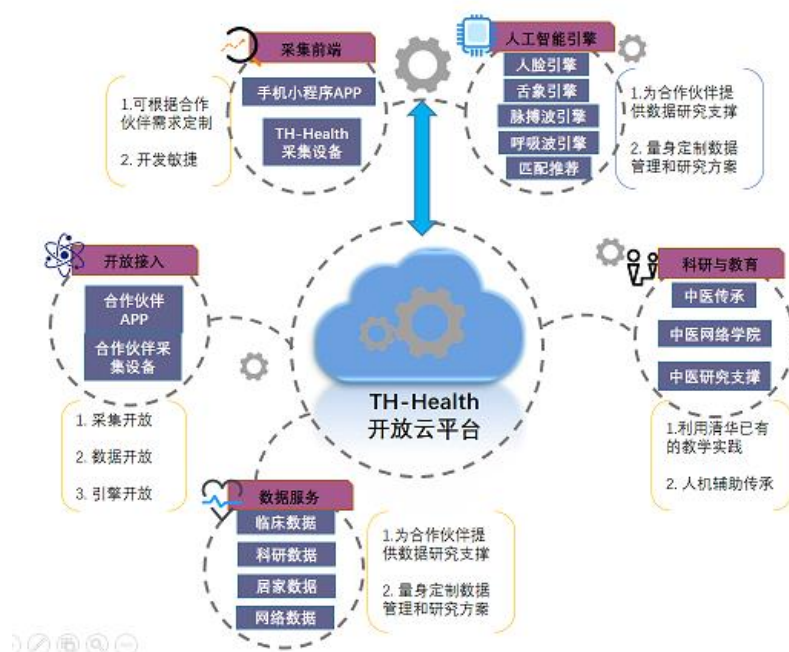 采集前端
手机小程序APP
TH-Health
采集设备
1.可根据合作
伙伴需求定制
2. 开发敏捷
人工智能引擎
人脸引擎
舌象引擎
脉搏波引擎
呼吸波引擎
匹配推荐
1.为合作伙伴提
供数据研究支撑
2. 量身定制数据
管理和研究方案
开放接入
合作伙伴
APP
合作伙伴采
集设备
1. 采集开放
2. 数据开放
3. 引擎开放
TH-Health
开放云平台
科研与教育
中医传承
中医网络学院
中医研究支撑
1.利用清华已有
的教学实践
2. 人机辅助传承
数据服务
临床数据
科研数据
居家数据
网络数据
1.为合作伙伴提
供数据研究支撑
2. 量身定制数据
管理和研究方案